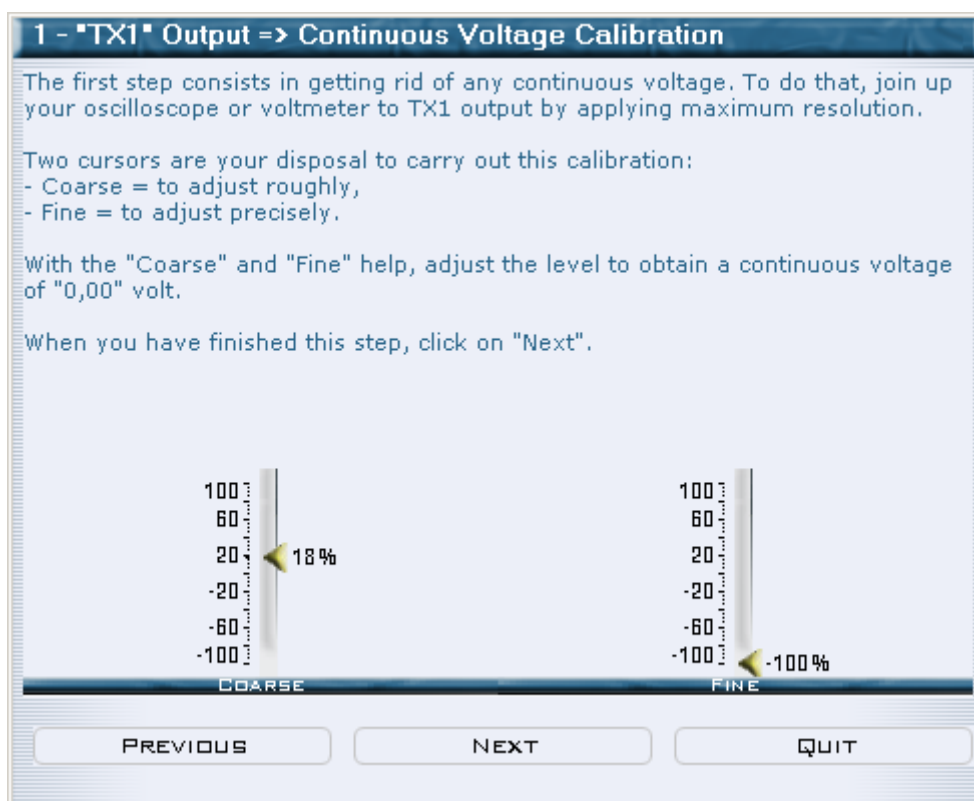 1 - "TX1" Output => Continuous Voltage Calibration
The first step consists in getting rid of any continuous voltage. To do that, join up
your oscilloscope or voltmeter to TX1 output by applying maximum resolution.
Two cursors are your disposal to carry out this calibration:
- Coarse = to adjust roughly,
- Fine = to adjust precisely.
With the "Coarse" and "Fine" help, adjust the level to obtain a continuous voltage
of "0,00" volt.
When you have finished this step, click on "Next".
100
60
20
-20
-60
-100
18%
COARSE
100
60
20
-20
-60
-100
-100%
FINE
PREVIOUS
NEXT
QUIT